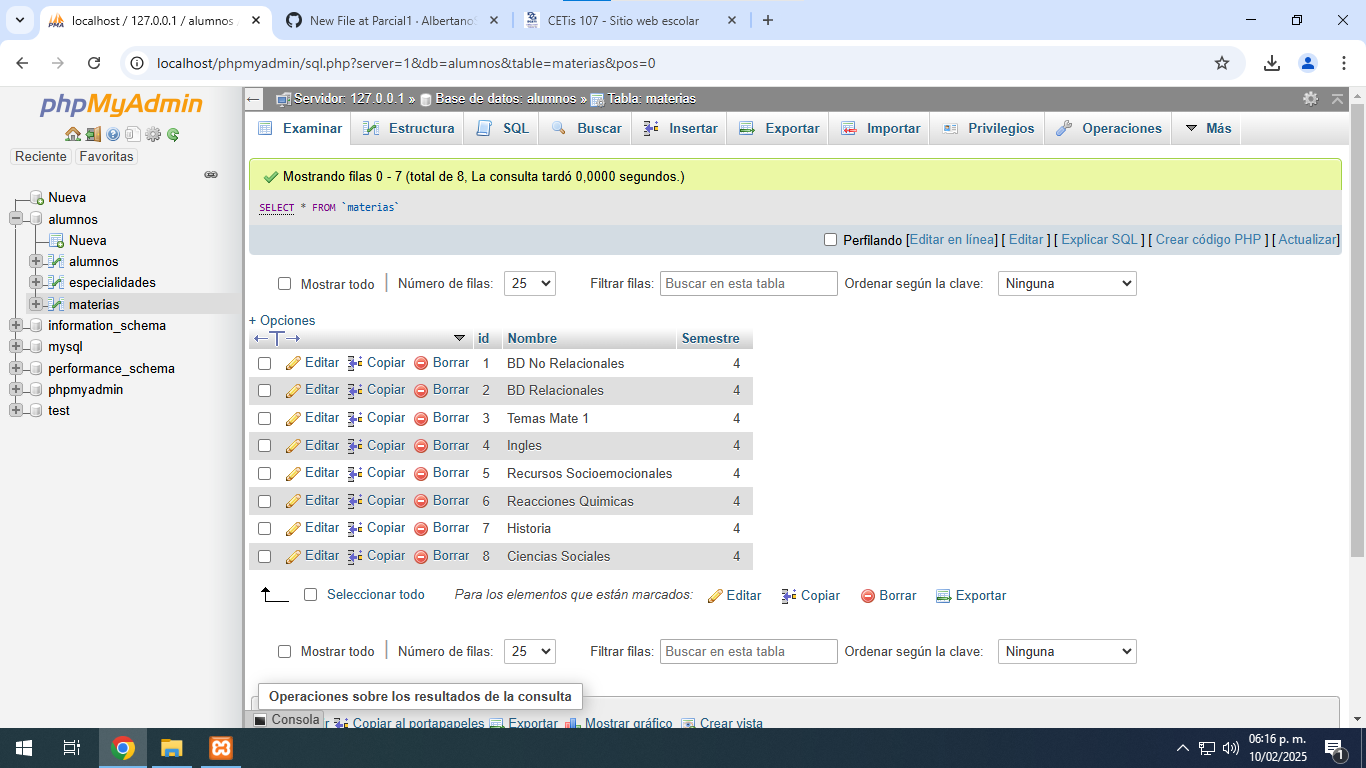 localhost / 127.0.0.1 / alumnos
New File at Parcial1 · Albertano
CETis 107 - Sitio web escolar
localhost/phpmyadmin/sql.php?server=1&db=alumnos&table=materias&pos=0
phpMyAdmin
Reciente Favoritas
Nueva
alumnos
Nueva
alumnos
especialidades
materias
information_schema
mysql
performance_schema
phpmyadmin
test
Servidor: 127.0.0.1 » Base de datos: alumnos » Tabla: materias
Examinar Estructura SQL Buscar Insertar Exportar Importar Privilegios Operaciones Más
Mostrando filas 0 - 7 (total de 8, La consulta tardó 0,0000 segundos.)
SELECT * FROM `materias`
Perfilando [Editar en línea] [ Editar ] [ Explicar SQL ] [ Crear código PHP ] [ Actualizar]
Mostrar todo Número de filas: 25 Filtrar filas: Buscar en esta tabla Ordenar según la clave: Ninguna
+ Opciones
id Nombre Semestre
Editar Copiar Borrar 1 BD No Relacionales 4
Editar Copiar Borrar 2 BD Relacionales 4
Editar Copiar Borrar 3 Temas Mate 1 4
Editar Copiar Borrar 4 Ingles 4
Editar Copiar Borrar 5 Recursos Socioemocionales 4
Editar Copiar Borrar 6 Reacciones Quimicas 4
Editar Copiar Borrar 7 Historia 4
Editar Copiar Borrar 8 Ciencias Sociales 4
Seleccionar todo Para los elementos que están marcados: Editar Copiar Borrar Exportar
Mostrar todo Número de filas: 25 Filtrar filas: Buscar en esta tabla Ordenar según la clave: Ninguna
Operaciones sobre los resultados de la consulta
Copiar al portapapeles Exportar Mostrar gráfico Crear vista
Consola
06:16 p. m.
10/02/2025
1